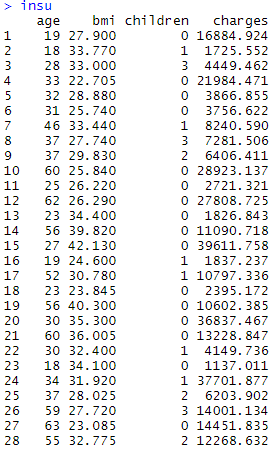 > insu
age bmi children charges
1 19 27.900 0 16884.924
2 18 33.770 1 1725.552
3 28 33.000 3 4449.462
4 33 22.705 0 21984.471
5 32 28.880 0 3866.855
6 31 25.740 0 3756.622
7 46 33.440 1 8240.590
8 37 27.740 3 7281.506
9 37 29.830 2 6406.411
10 60 25.840 0 28923.137
11 25 26.220 0 2721.321
12 62 26.290 0 27808.725
13 23 34.400 0 1826.843
14 56 39.820 0 11090.718
15 27 42.130 0 39611.758
16 19 24.600 1 1837.237
17 52 30.780 1 10797.336
18 23 23.845 0 2395.172
19 56 40.300 0 10602.385
20 30 35.300 0 36837.467
21 60 36.005 0 13228.847
22 30 32.400 1 4149.736
23 18 34.100 0 1137.011
24 34 31.920 1 37701.877
25 37 28.025 2 6203.902
26 59 27.720 3 14001.134
27 63 23.085 0 14451.835
28 55 32.775 2 12268.632